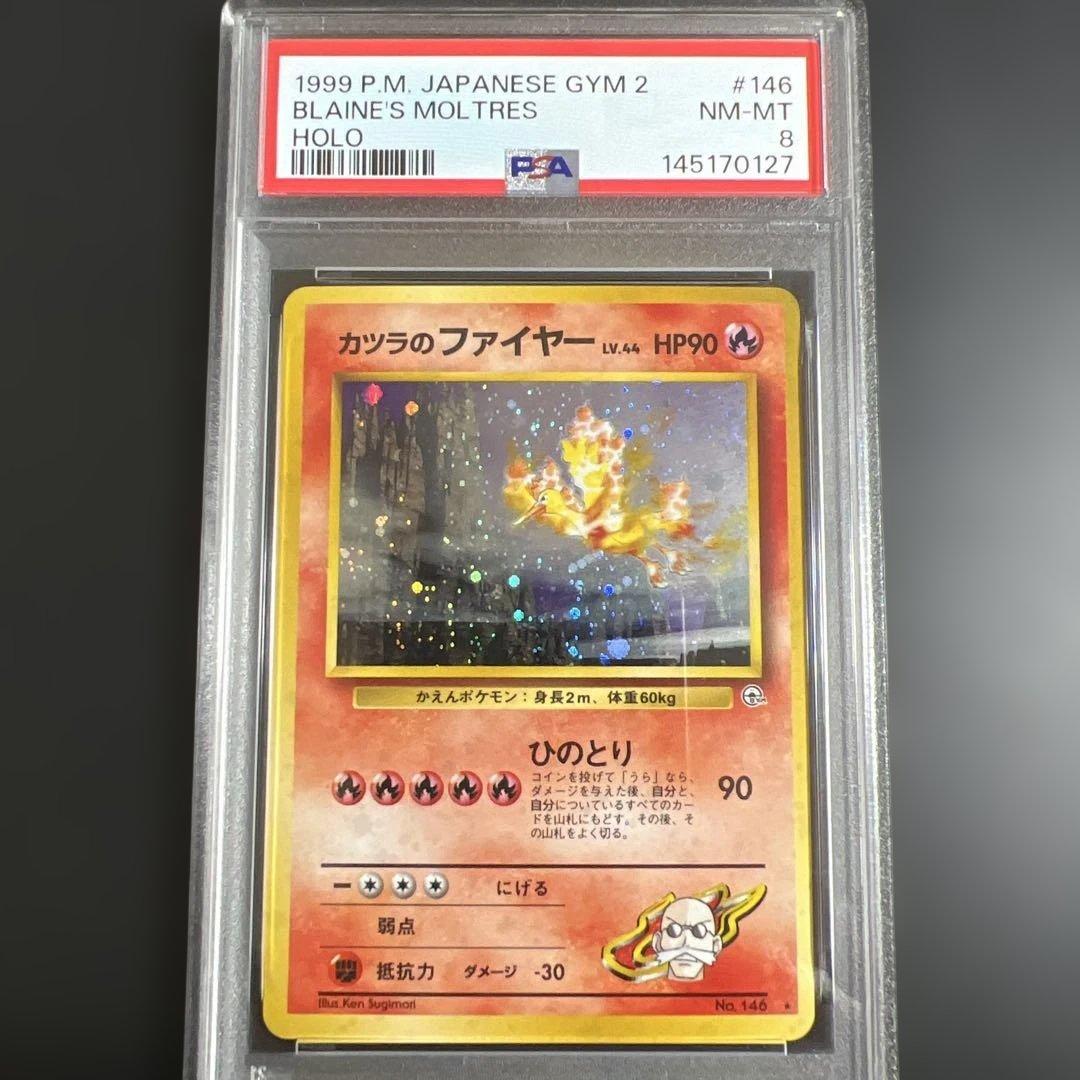 1999 P.M. JAPANESE GYM 2 #146
BLAINE'S MOLTRES NM-MT
HOLO 8
PSA 145170127
カツラのファイヤー LV.44 HP90
かえんポケモン：身長2m、体重60kg
ひのとり
コインを投げて「うら」なら、
ダメージを与えた後、自分と、
自分についているすべてのカー
ドを山札にもどす。その後、そ
の山札をよく切る。
90
にげる
弱点
抵抗力 ダメージ -30
Illus. Ken Sugimori No. 146